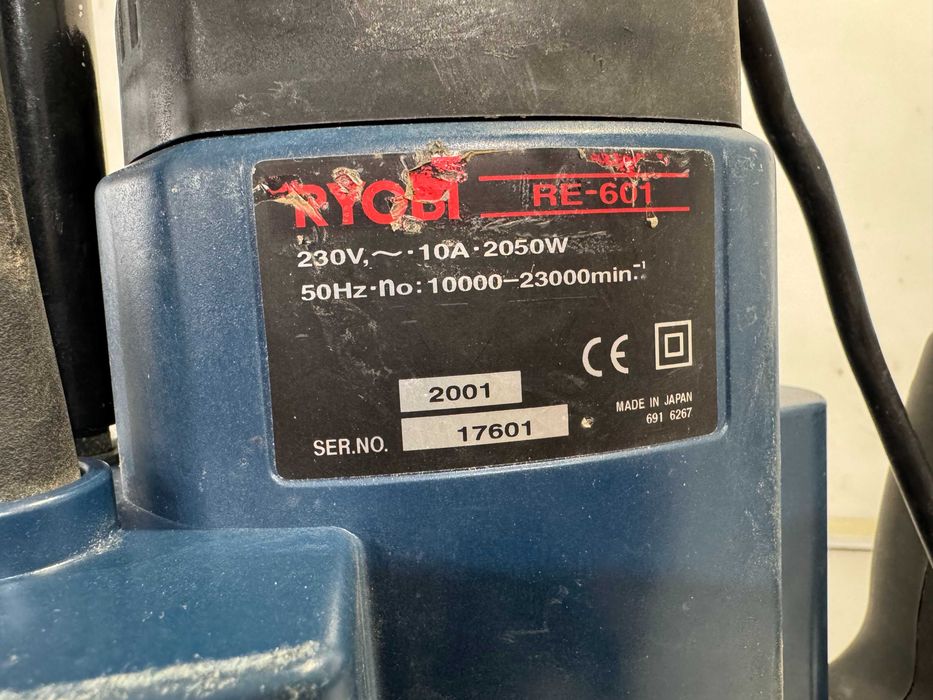 RYOBI RE-601
230V,～·10A·2050W
50Hz·no:10000–23000min.⁻¹
CE
2001
SER.NO. 17601
MADE IN JAPAN
691 6267